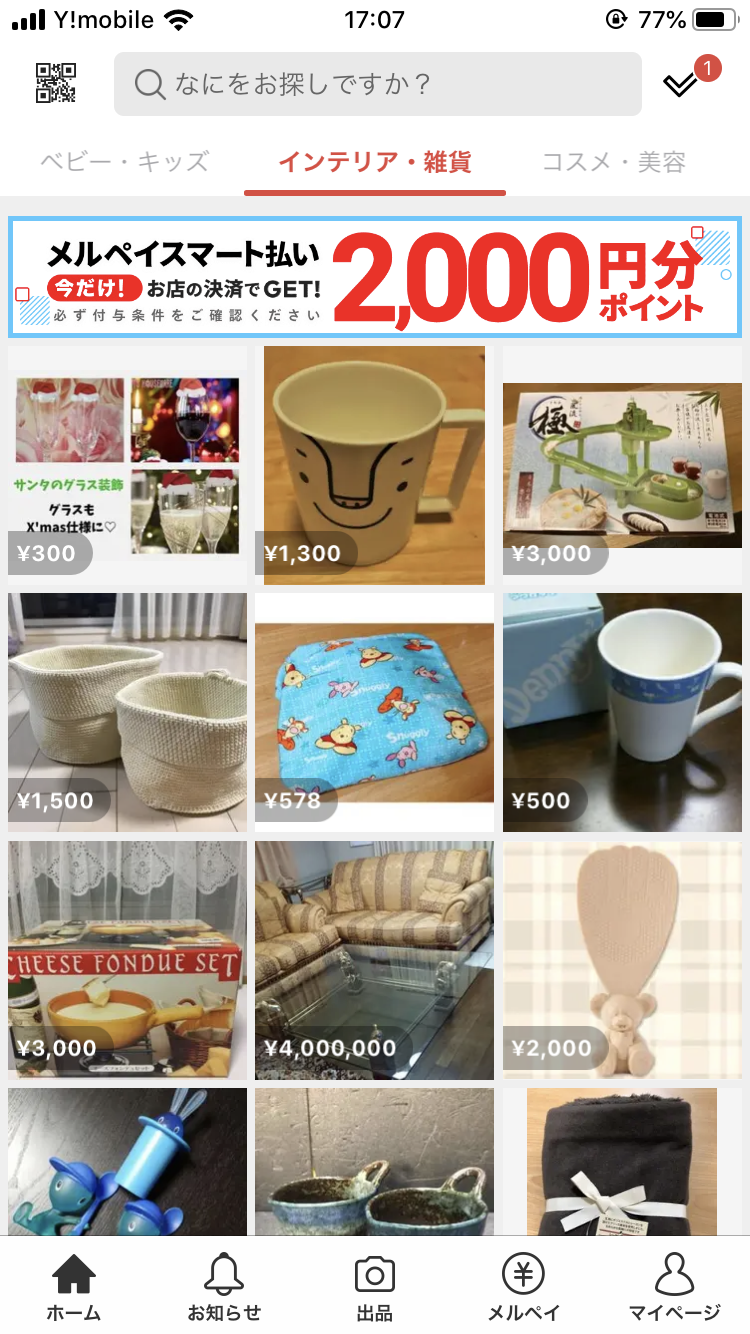 Y!mobile
17:07
77%
なにをお探しですか？
1
ベビー・キッズ
インテリア・雑貨
コスメ・美容
メルペイスマート払い
今だけ！お店の決済でGET!
必ず付与条件をご確認ください
2,000円分
ポイント
サンタのグラス装飾
グラスも
X'mas仕様に♡
¥300
¥1,300
極
¥3,000
¥1,500
Snuggly
¥578
Denny
¥500
CHEESE FONDUE SET
¥3,000
¥4,000,000
¥2,000
ホーム
お知らせ
出品
メルペイ
マイページ